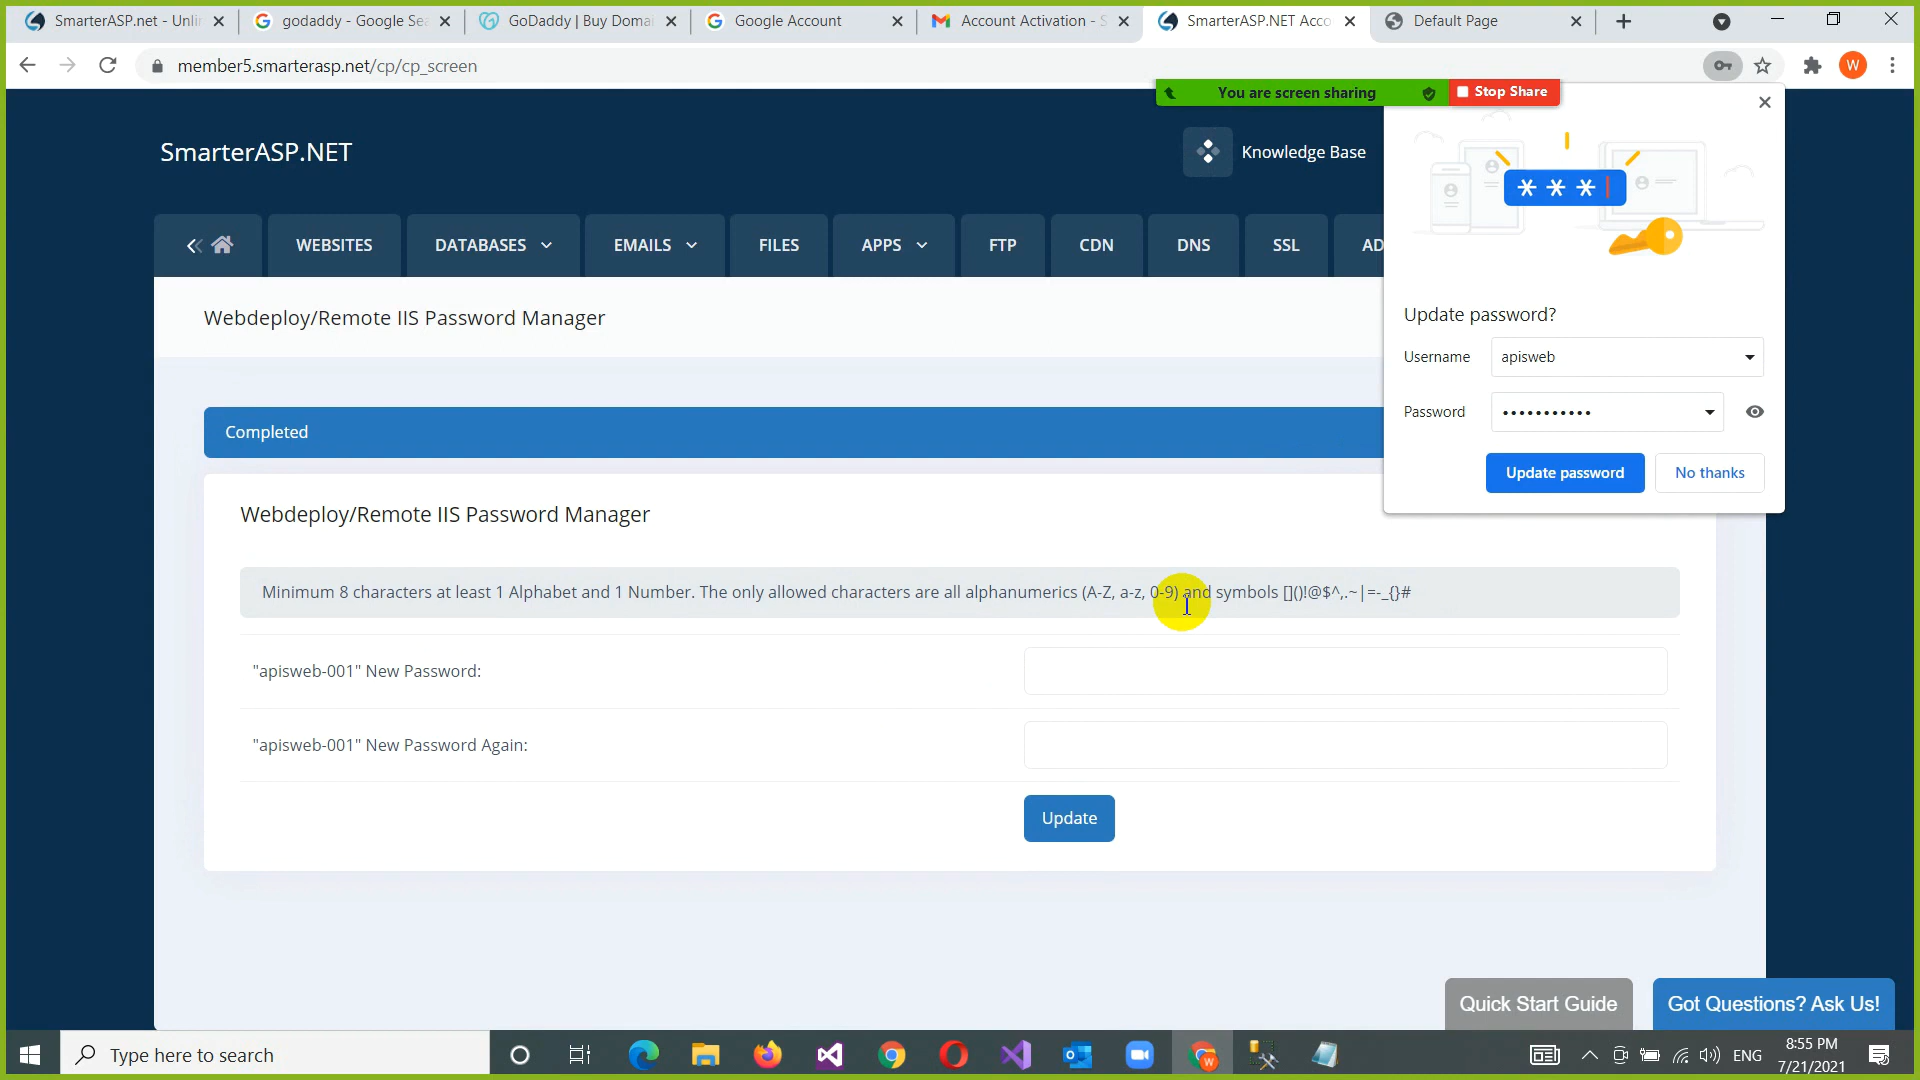 SmarterASP.net - Unli
godaddy - Google Sea
GoDaddy | Buy Domai
Google Account
Account Activation - S
SmarterASP.NET Acco
Default Page
member5.smarterasp.net/cp/cp_screen
W
You are screen sharing
Stop Share
SmarterASP.NET
Knowledge Base
WEBSITES
DATABASES
EMAILS
FILES
APPS
FTP
CDN
DNS
SSL
AD
Webdeploy/Remote IIS Password Manager
Update password?
Username
apisweb
Password
•••••••••••
Update password
No thanks
Completed
Webdeploy/Remote IIS Password Manager
Minimum 8 characters at least 1 Alphabet and 1 Number. The only allowed characters are all alphanumerics (A-Z, a-z, 0-9) and symbols []()!@$^,.~|=-_{}#
"apisweb-001" New Password:
"apisweb-001" New Password Again:
Update
Quick Start Guide
Got Questions? Ask Us!
Type here to search
ENG
8:55 PM
7/21/2021